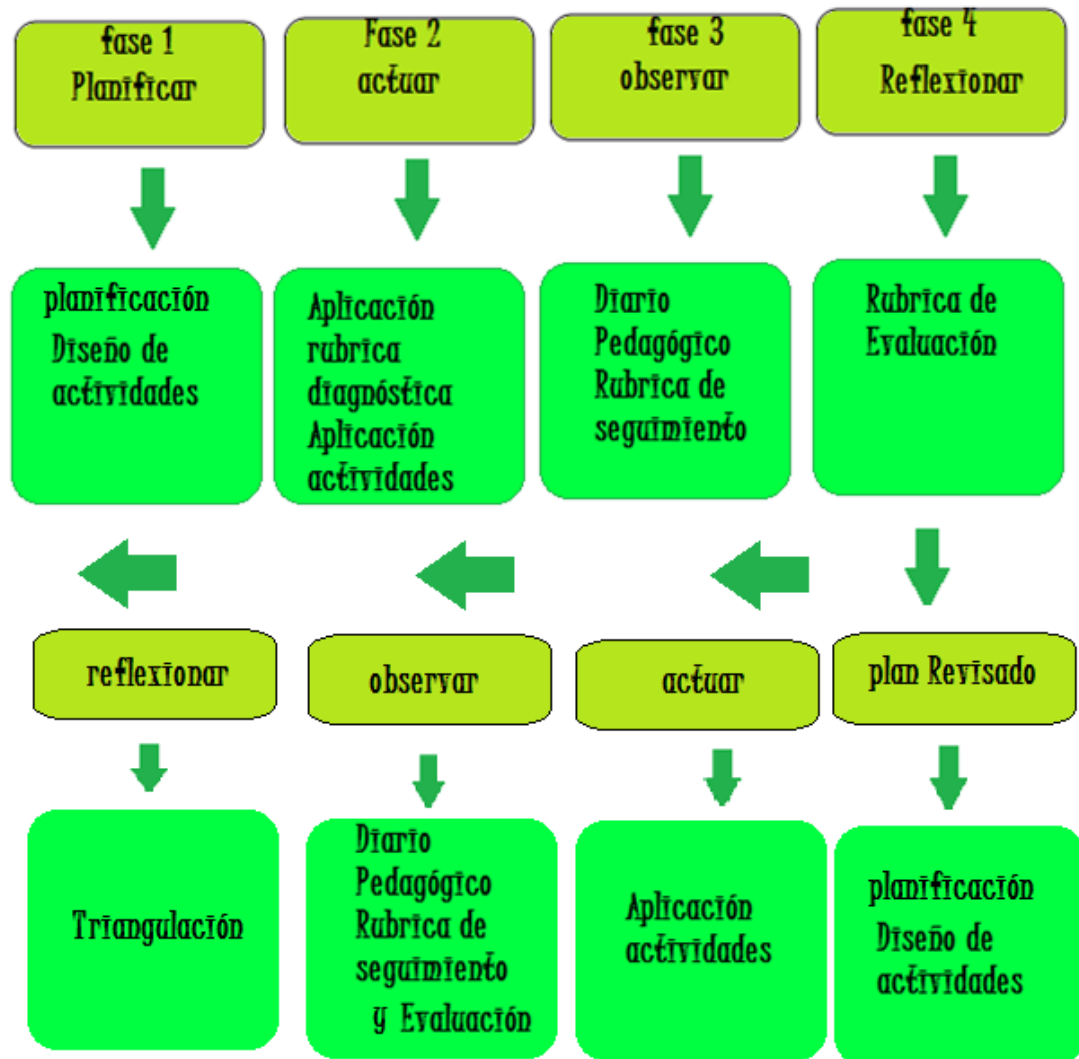 fase 1
Planificar
Fase 2
actuar
fase 3
observar
fase 4
Reflexionar
planificación
Diseño de
actividades
Aplicación
rubrica
diagnóstica
Aplicación
actividades
Diario
Pedagógico
Rubrica de
seguimiento
Rubrica de
Evaluación
reflexionar
observar
actuar
plan Revisado
Triangulación
Diario
Pedagógico
Rubrica de
seguimiento
y Evaluación
Aplicación
actividades
planificación
Diseño de
actividades